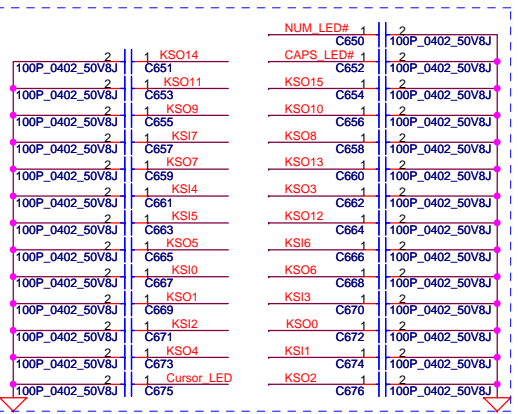 NUM_LED# 1 2
C650 100P_0402_50V8J
2 1 KSO14 CAPS_LED# 1 2
100P_0402_50V8J C651 C652 100P_0402_50V8J
2 1 KSO11 KSO15 1 2
100P_0402_50V8J C653 C654 100P_0402_50V8J
2 1 KSO9 KSO10 1 2
100P_0402_50V8J C655 C656 100P_0402_50V8J
2 1 KSI7 KSO8 1 2
100P_0402_50V8J C657 C658 100P_0402_50V8J
2 1 KSO7 KSO13 1 2
100P_0402_50V8J C659 C660 100P_0402_50V8J
2 1 KSI4 KSO3 1 2
100P_0402_50V8J C661 C662 100P_0402_50V8J
2 1 KSI5 KSO12 1 2
100P_0402_50V8J C663 C664 100P_0402_50V8J
2 1 KSO5 KSI6 1 2
100P_0402_50V8J C665 C666 100P_0402_50V8J
2 1 KSI0 KSO6 1 2
100P_0402_50V8J C667 C668 100P_0402_50V8J
2 1 KSO1 KSI3 1 2
100P_0402_50V8J C669 C670 100P_0402_50V8J
2 1 KSI2 KSO0 1 2
100P_0402_50V8J C671 C672 100P_0402_50V8J
2 1 KSO4 KSI1 1 2
100P_0402_50V8J C673 C674 100P_0402_50V8J
2 1 Cursor_LED KSO2 1 2
100P_0402_50V8J C675 C676 100P_0402_50V8J